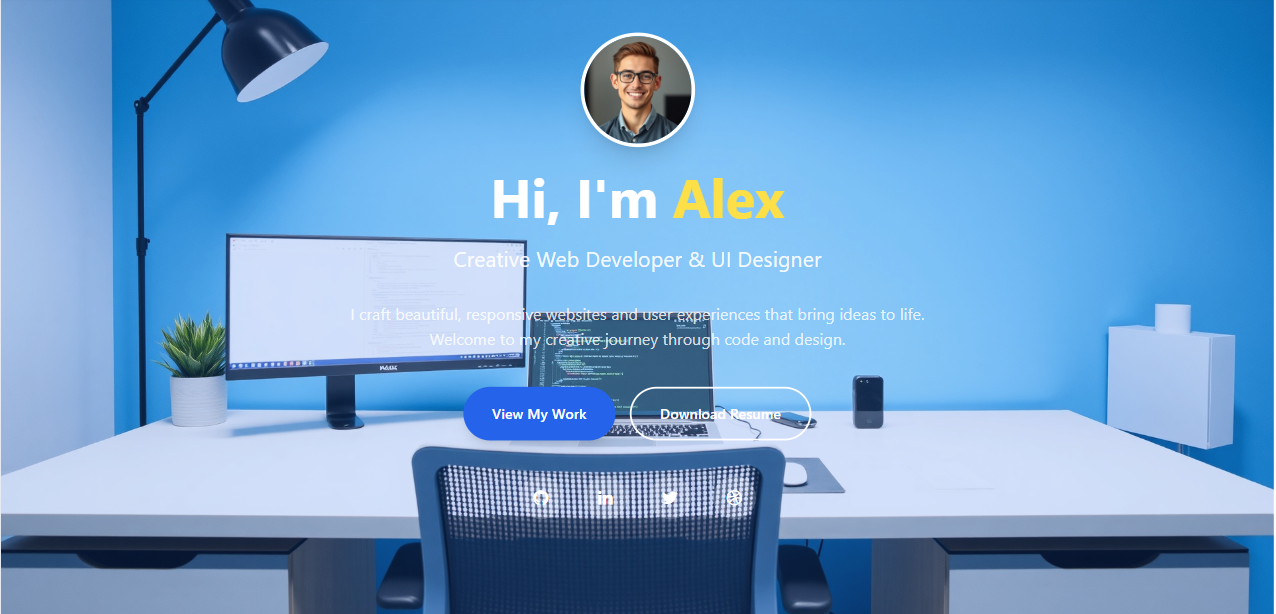 Hi, I'm Alex
Creative Web Developer & UI Designer
I craft beautiful, responsive websites and user experiences that bring ideas to life.
Welcome to my creative journey through code and design.
View My Work
Download Resume
in